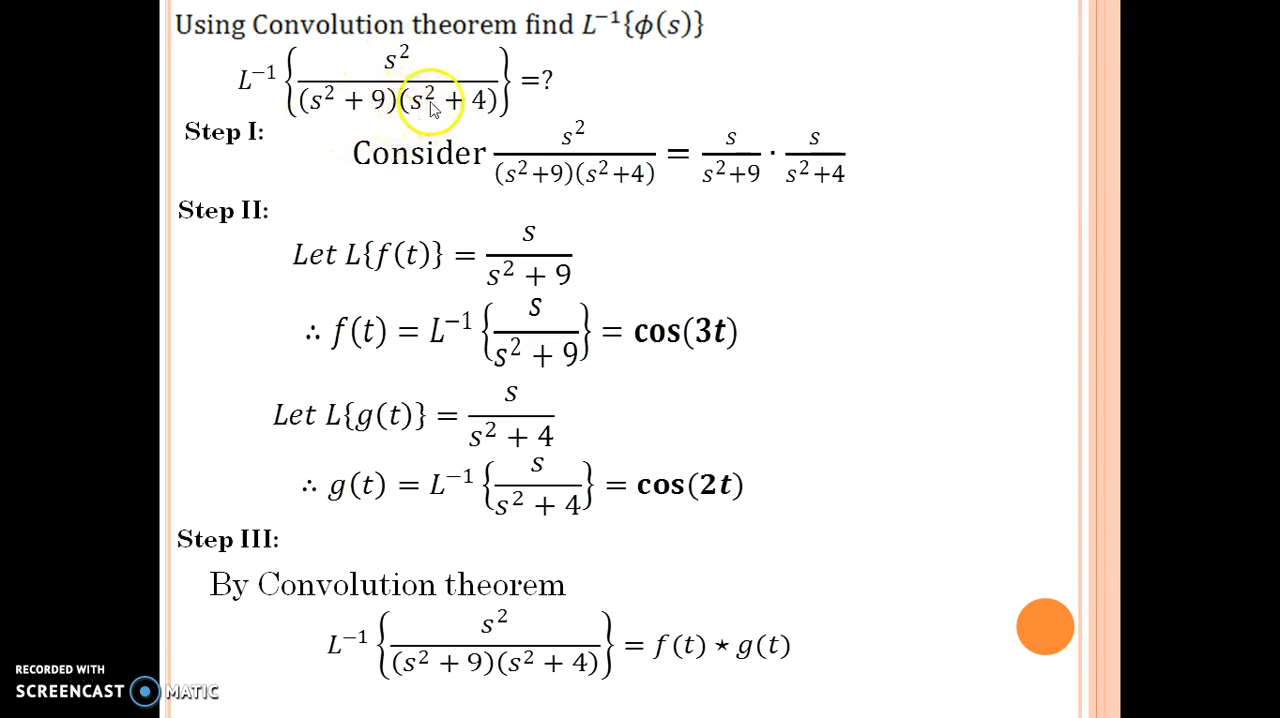 Using Convolution theorem find L⁻¹{ϕ(s)}
L⁻¹ { s² / (s² + 9)(s² + 4) } =?
Step I:
Consider s² / (s²+9)(s²+4) = s / s²+9 · s / s²+4
Step II:
Let L{f(t)} = s / s² + 9
∴ f(t) = L⁻¹ { s / s² + 9 } = cos(3t)
Let L{g(t)} = s / s² + 4
∴ g(t) = L⁻¹ { s / s² + 4 } = cos(2t)
Step III:
By Convolution theorem
L⁻¹ { s² / (s² + 9)(s² + 4) } = f(t) ⋆ g(t)
RECORDED WITH
SCREENCAST MATIC